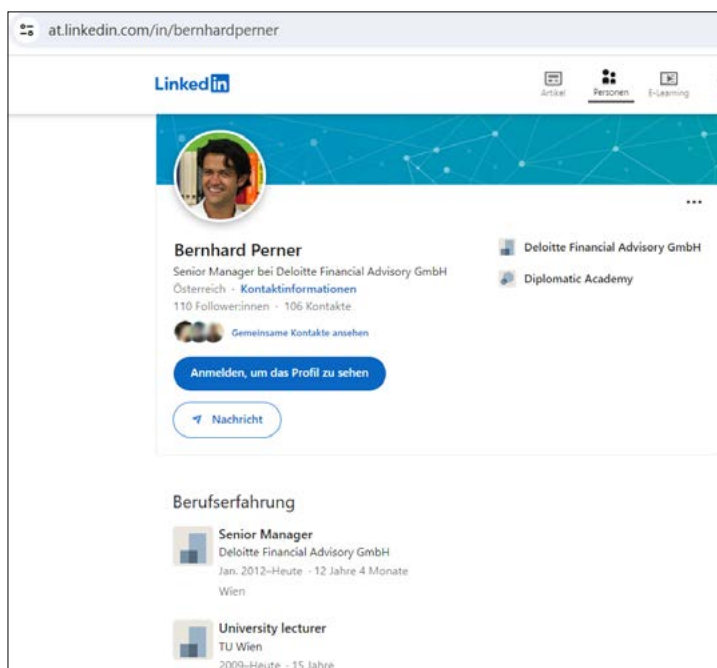 at.linkedin.com/in/bernhardperner
Linkedin
Artikel
Personen
E-Learning
Bernhard Perner
Senior Manager bei Deloitte Financial Advisory GmbH
Österreich · Kontaktinformationen
110 Follower:innen · 106 Kontakte
Gemeinsame Kontakte ansehen
Anmelden, um das Profil zu sehen
Nachricht
Deloitte Financial Advisory GmbH
Diplomatic Academy
Berufserfahrung
Senior Manager
Deloitte Financial Advisory GmbH
Jan. 2012–Heute · 12 Jahre 4 Monate
Wien
University lecturer
TU Wien
2009–Heute · 15 Jahre